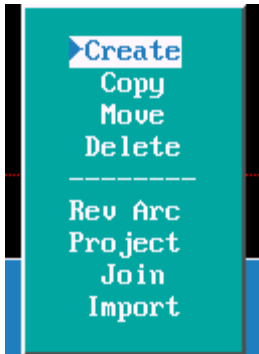 Create
Copy
Move
Delete
--------
Rev Arc
Project
Join
Import